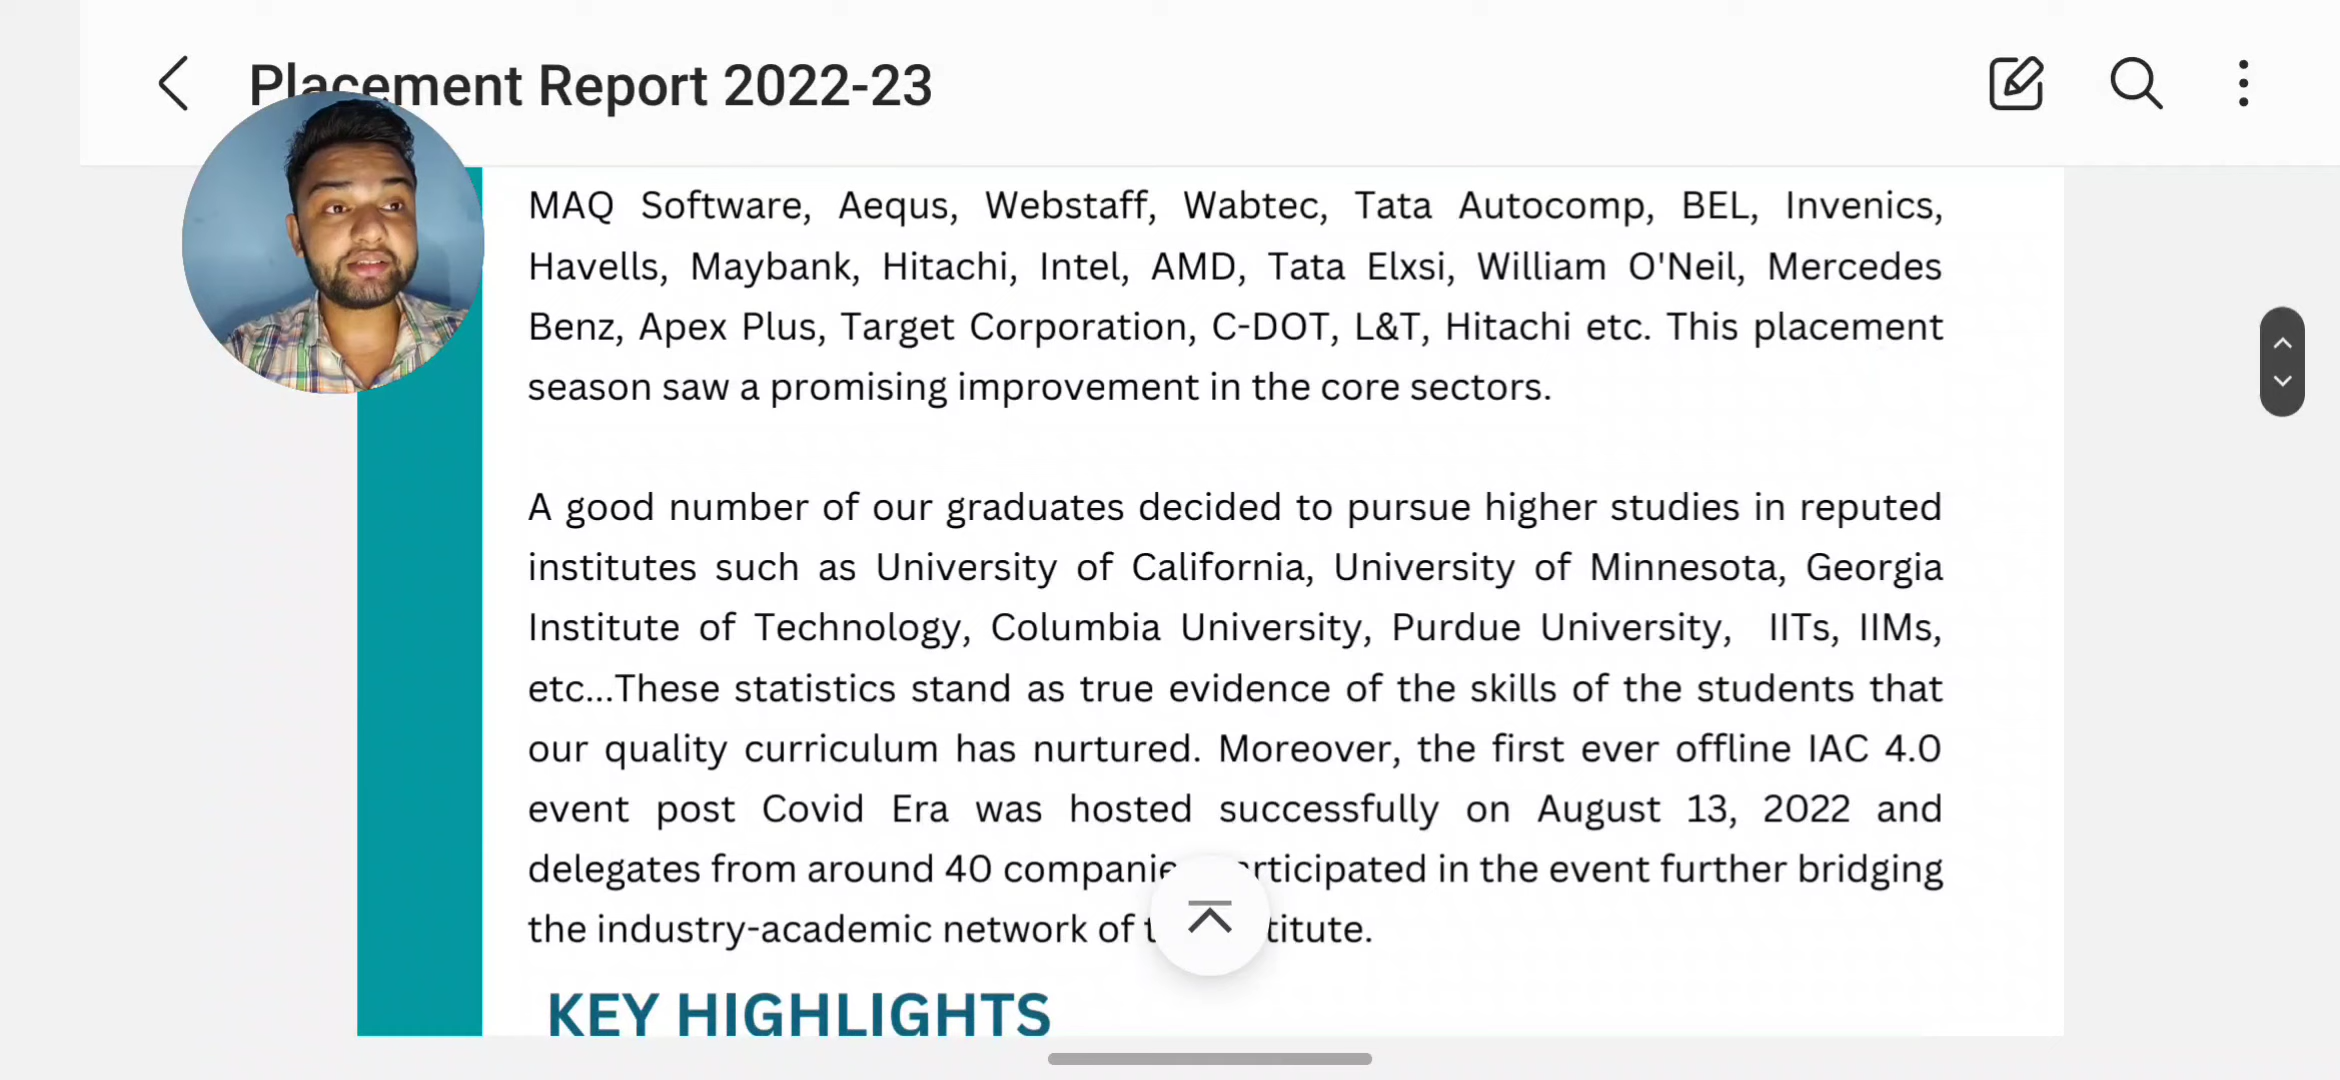 Placement Report 2022-23
MAQ Software, Aequs, Webstaff, Wabtec, Tata Autocomp, BEL, Invenics,
Havells, Maybank, Hitachi, Intel, AMD, Tata Elxsi, William O'Neil, Mercedes
Benz, Apex Plus, Target Corporation, C-DOT, L&T, Hitachi etc. This placement
season saw a promising improvement in the core sectors.
A good number of our graduates decided to pursue higher studies in reputed
institutes such as University of California, University of Minnesota, Georgia
Institute of Technology, Columbia University, Purdue University, IITs, IIMs,
etc...These statistics stand as true evidence of the skills of the students that
our quality curriculum has nurtured. Moreover, the first ever offline IAC 4.0
event post Covid Era was hosted successfully on August 13, 2022 and
delegates from around 40 in the event further bridging
the industry-academic network of
KEY HIGHLIGHTS